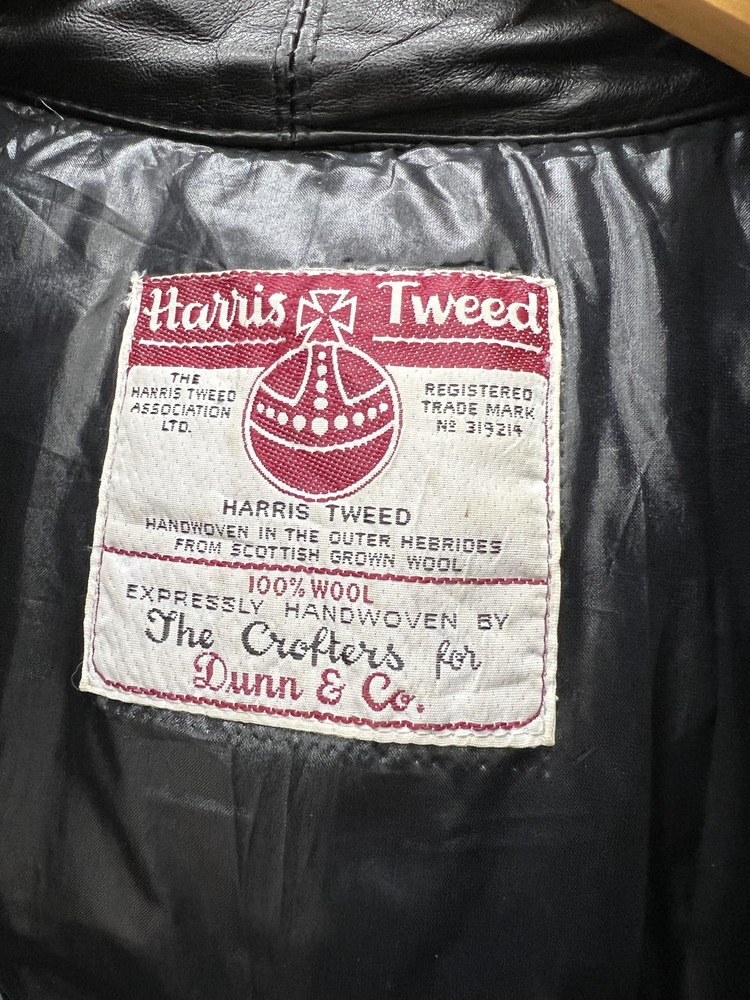 Harris Tweed
THE
HARRIS TWEED
ASSOCIATION
LTD.
REGISTERED
TRADE MARK
Nº 319214
HARRIS TWEED
HANDWOVEN IN THE OUTER HEBRIDES
FROM SCOTTISH GROWN WOOL
100% WOOL
EXPRESSLY HANDWOVEN BY
The Crofters for
Dunn & Co.